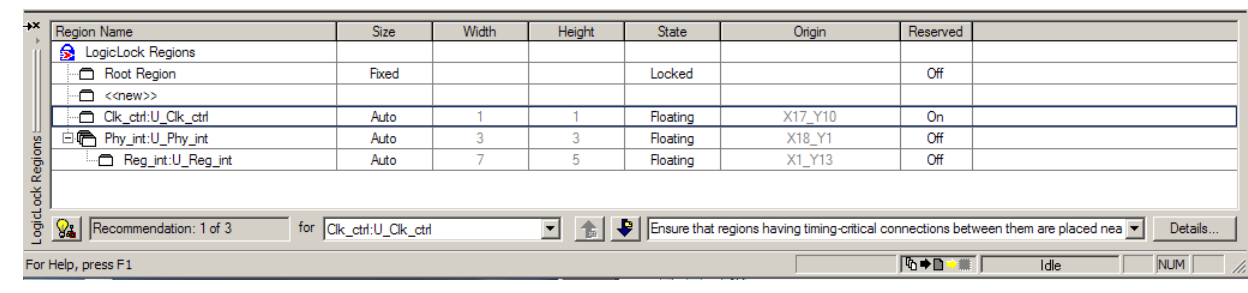 Region Name Size Width Height State Origin Reserved
LogicLock Regions
Root Region Fixed Locked Off
<<new>>
Clk_ctrl:U_Clk_ctrl Auto 1 1 Floating X17_Y10 On
Phy_int:U_Phy_int Auto 3 3 Floating X18_Y1 Off
Reg_int:U_Reg_int Auto 7 5 Floating X1_Y13 Off
LogicLock Regions
Recommendation: 1 of 3 for Clk_ctrl:U_Clk_ctrl Ensure that regions having timing-critical connections between them are placed nea Details...
For Help, press F1 Idle NUM